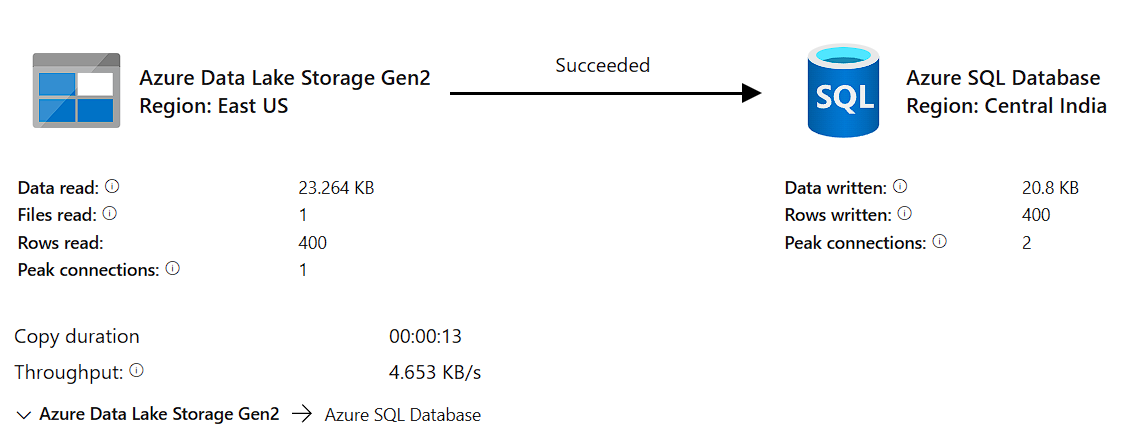 Azure Data Lake Storage Gen2
Region: East US
Succeeded
SQL
Azure SQL Database
Region: Central India
Data read: 23.264 KB
Files read: 1
Rows read: 400
Peak connections: 1
Data written: 20.8 KB
Rows written: 400
Peak connections: 2
Copy duration 00:00:13
Throughput: 4.653 KB/s
Azure Data Lake Storage Gen2 → Azure SQL Database